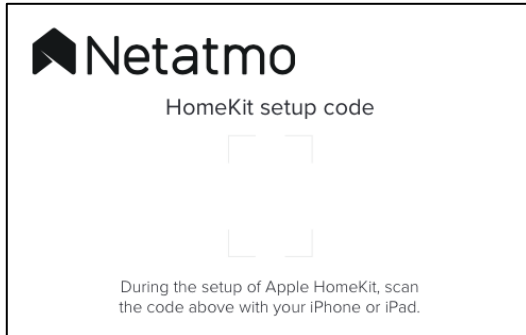 Netatmo
HomeKit setup code
During the setup of Apple HomeKit, scan
the code above with your iPhone or iPad.